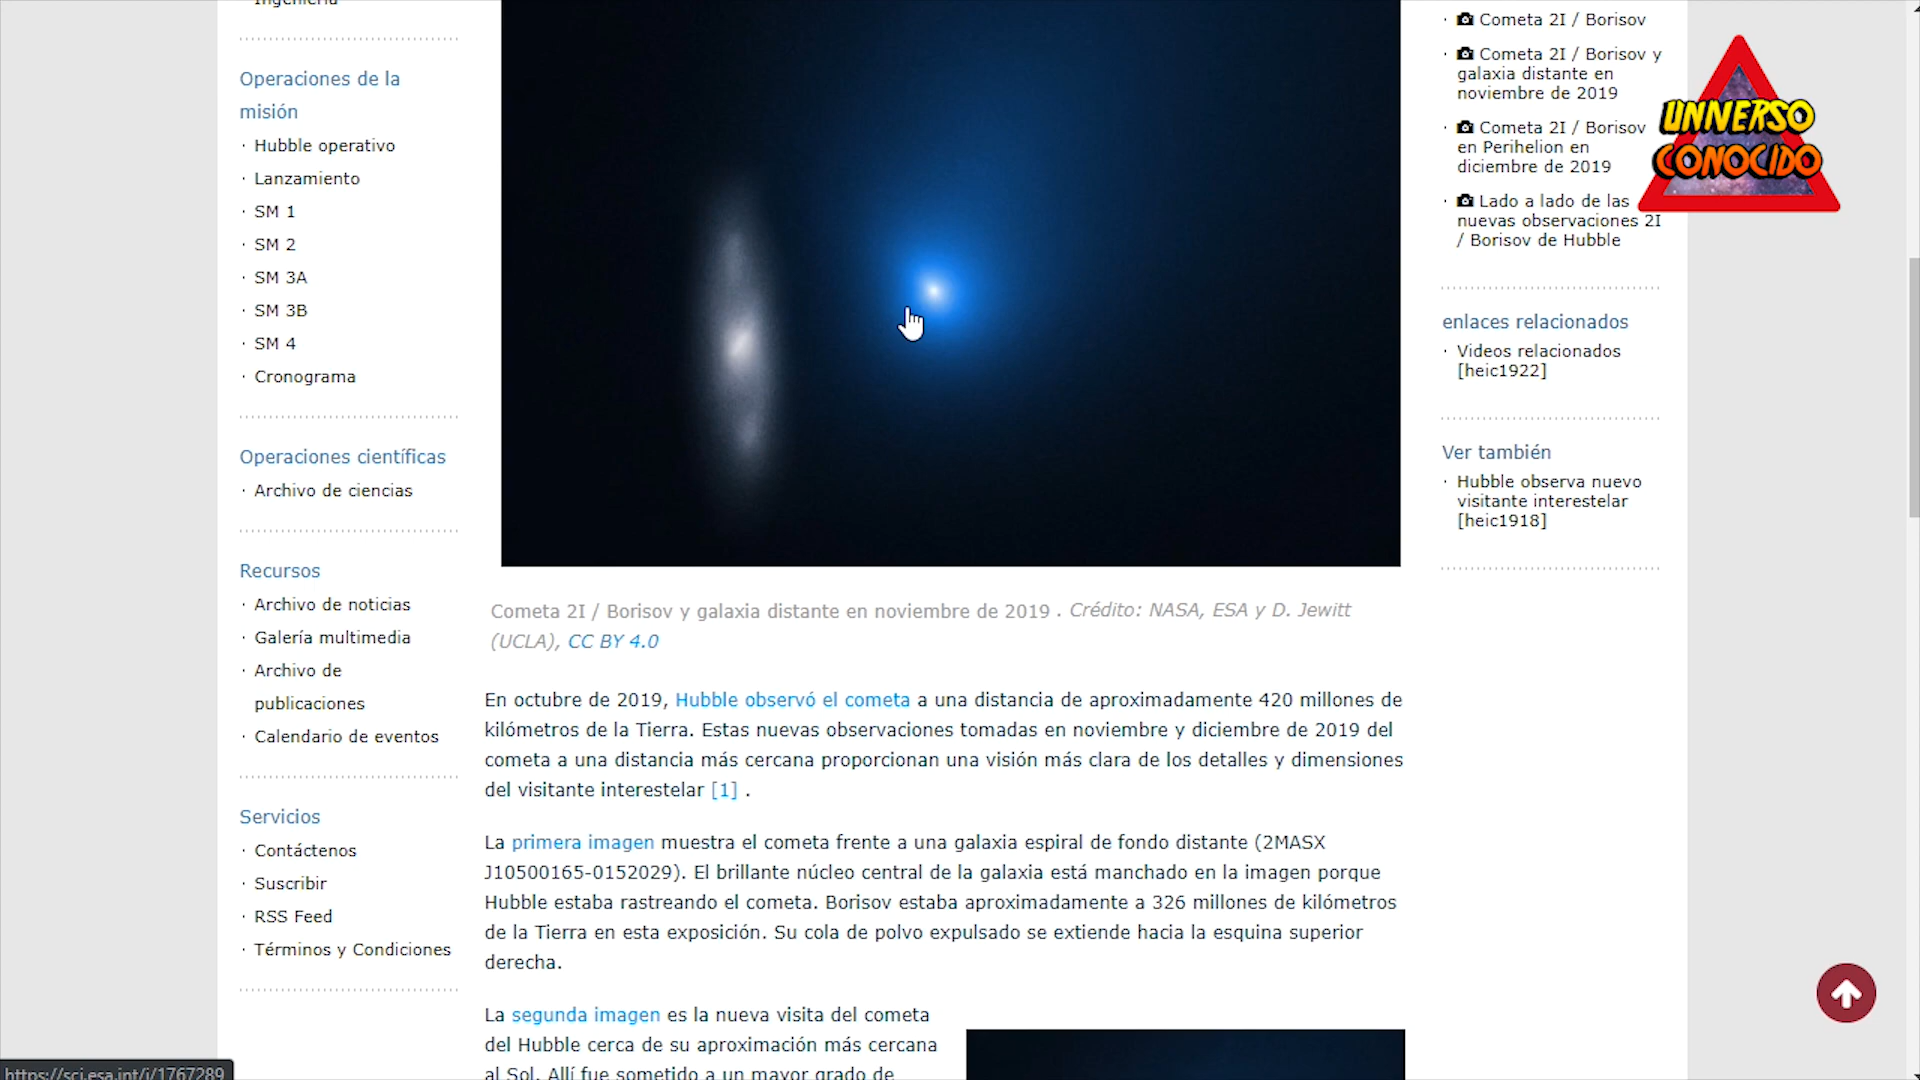 Ingeniería
Operaciones de la
misión
· Hubble operativo
· Lanzamiento
· SM 1
· SM 2
· SM 3A
· SM 3B
· SM 4
· Cronograma
Operaciones científicas
· Archivo de ciencias
Recursos
· Archivo de noticias
· Galería multimedia
· Archivo de
publicaciones
· Calendario de eventos
Servicios
· Contáctenos
· Suscribir
· RSS Feed
· Términos y Condiciones
https://sci.esa.int/j/1767289
Cometa 2I / Borisov y galaxia distante en noviembre de 2019 . Crédito: NASA, ESA y D. Jewitt
(UCLA), CC BY 4.0
En octubre de 2019, Hubble observó el cometa a una distancia de aproximadamente 420 millones de
kilómetros de la Tierra. Estas nuevas observaciones tomadas en noviembre y diciembre de 2019 del
cometa a una distancia más cercana proporcionan una visión más clara de los detalles y dimensiones
del visitante interestelar [1] .
La primera imagen muestra el cometa frente a una galaxia espiral de fondo distante (2MASX
J10500165-0152029). El brillante núcleo central de la galaxia está manchado en la imagen porque
Hubble estaba rastreando el cometa. Borisov estaba aproximadamente a 326 millones de kilómetros
de la Tierra en esta exposición. Su cola de polvo expulsado se extiende hacia la esquina superior
derecha.
La segunda imagen es la nueva visita del cometa
del Hubble cerca de su aproximación más cercana
al Sol. Allí fue sometido a un mayor grado de
· Cometa 2I / Borisov
· Cometa 2I / Borisov y
galaxia distante en
noviembre de 2019
· Cometa 2I / Borisov
en Perihelion en
diciembre de 2019
· Lado a lado de las
nuevas observaciones 2I
/ Borisov de Hubble
enlaces relacionados
· Videos relacionados
[heic1922]
Ver también
· Hubble observa nuevo
visitante interestelar
[heic1918]
UNIVERSO
CONOCIDO